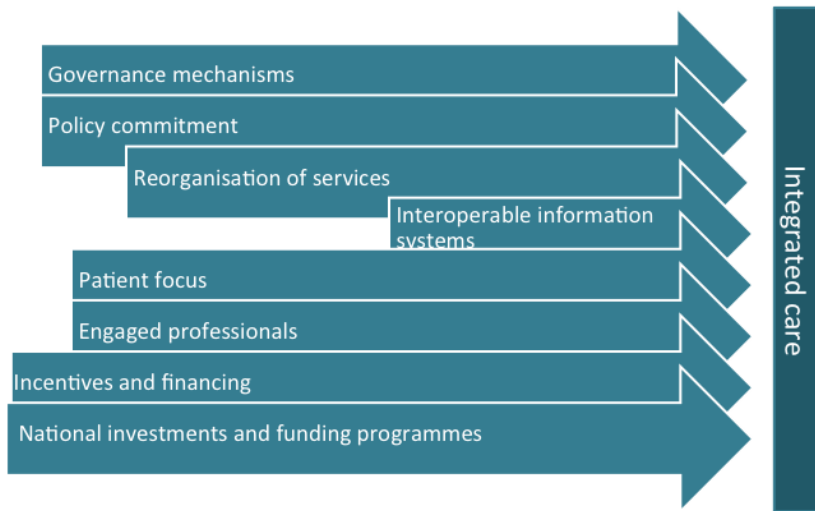 Governance mechanisms
Policy commitment
Reorganisation of services
Interoperable information
systems
Patient focus
Engaged professionals
Incentives and financing
National investments and funding programmes
Integrated care